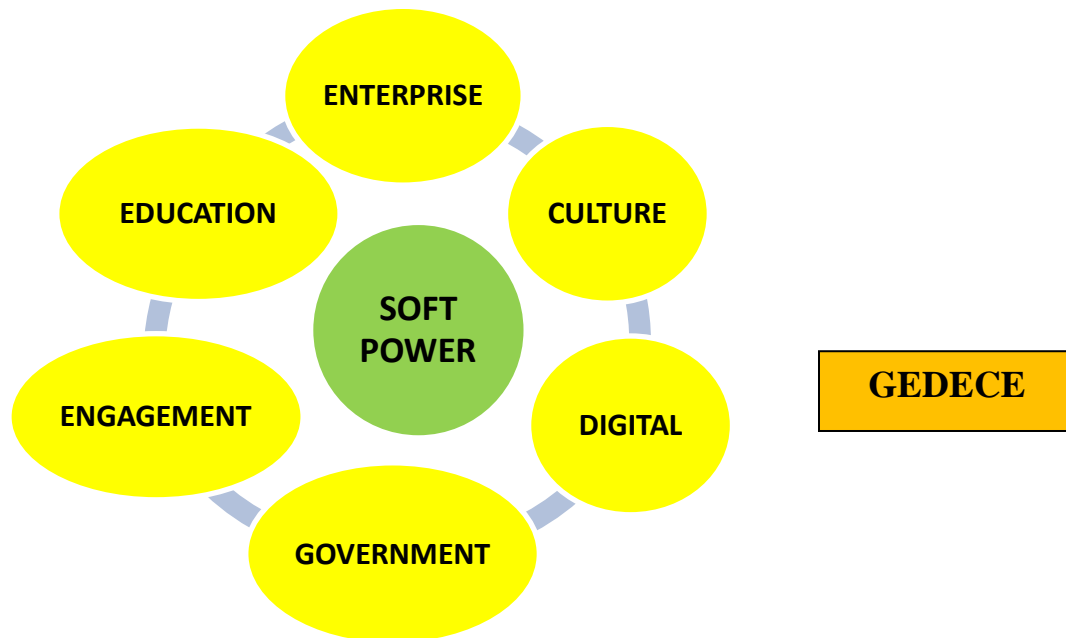 ENTERPRISE
EDUCATION
CULTURE
SOFT
POWER
GEDECE
ENGAGEMENT
DIGITAL
GOVERNMENT